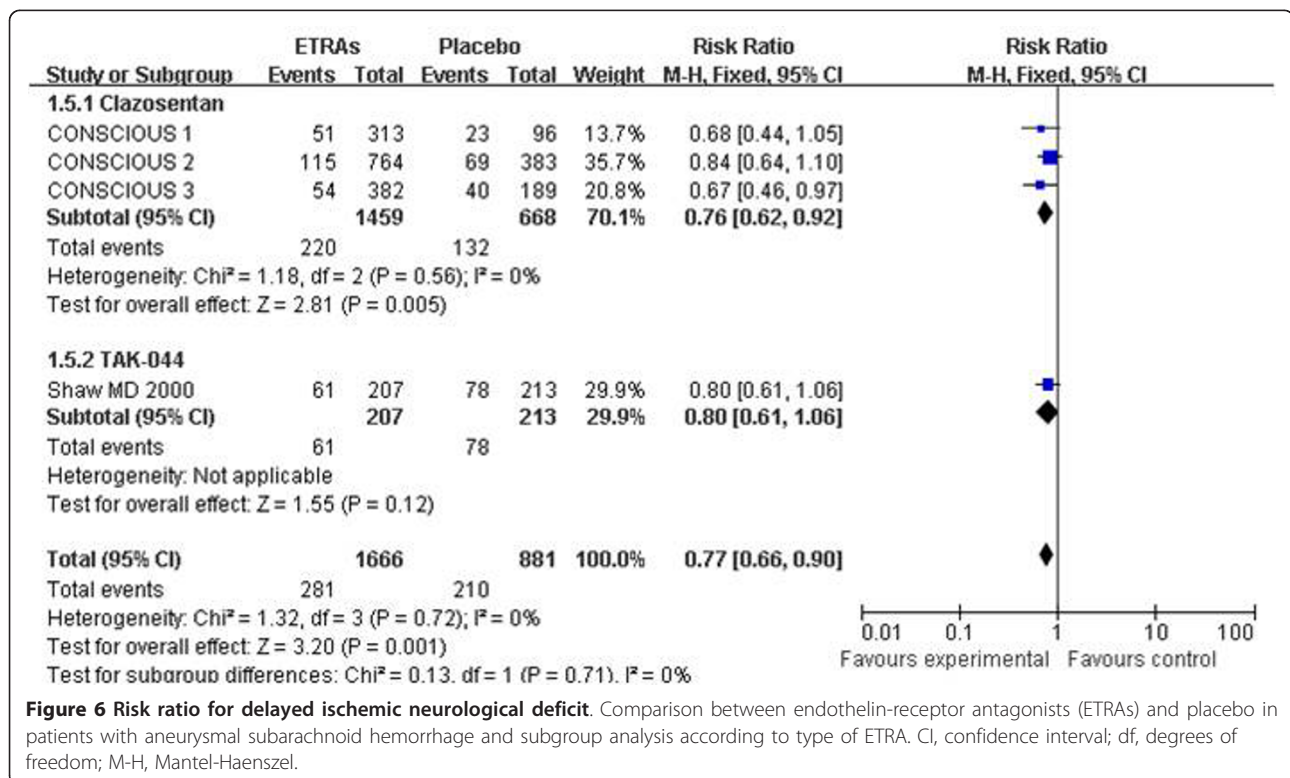 ETRAs Placebo Risk Ratio Risk Ratio
Study or Subgroup Events Total Events Total Weight M-H, Fixed, 95% CI M-H, Fixed, 95% CI
1.5.1 Clazosentan
CONSCIOUS 1 51 313 23 96 13.7% 0.68 [0.44, 1.05]
CONSCIOUS 2 115 764 69 383 35.7% 0.84 [0.64, 1.10]
CONSCIOUS 3 54 382 40 189 20.8% 0.67 [0.46, 0.97]
Subtotal (95% CI) 1459 668 70.1% 0.76 [0.62, 0.92]
Total events 220 132
Heterogeneity: Chi² = 1.18, df = 2 (P = 0.56); I² = 0%
Test for overall effect: Z = 2.81 (P = 0.005)
1.5.2 TAK-044
Shaw MD 2000 61 207 78 213 29.9% 0.80 [0.61, 1.06]
Subtotal (95% CI) 207 213 29.9% 0.80 [0.61, 1.06]
Total events 61 78
Heterogeneity: Not applicable
Test for overall effect: Z = 1.55 (P = 0.12)
Total (95% CI) 1666 881 100.0% 0.77 [0.66, 0.90]
Total events 281 210
Heterogeneity: Chi² = 1.32, df = 3 (P = 0.72); I² = 0%
Test for overall effect: Z = 3.20 (P = 0.001)
Test for subgroup differences: Chi² = 0.13, df = 1 (P = 0.71), I² = 0%
0.01 0.1 1 10 100
Favours experimental Favours control
Figure 6 Risk ratio for delayed ischemic neurological deficit. Comparison between endothelin-receptor antagonists (ETRAs) and placebo in
patients with aneurysmal subarachnoid hemorrhage and subgroup analysis according to type of ETRA. CI, confidence interval; df, degrees of
freedom; M-H, Mantel-Haenszel.